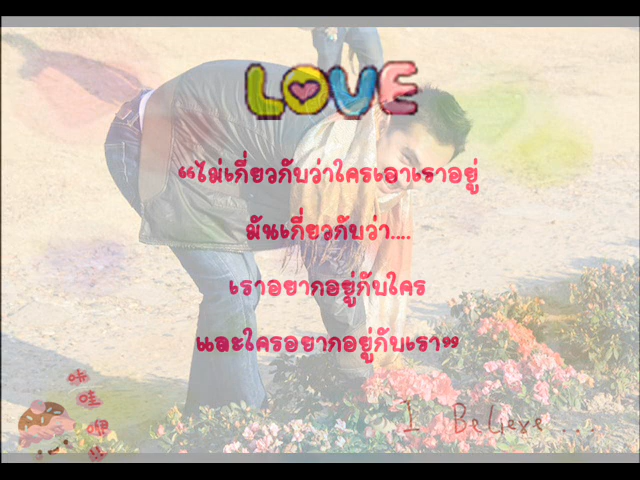 LOVE
“ไม่เกี่ยวกับว่าใครเอาเราอยู่
มันเกี่ยวกับว่า....
เราอยากอยู่กับใคร
และใครอยากอยู่กับเรา”
I Believe...